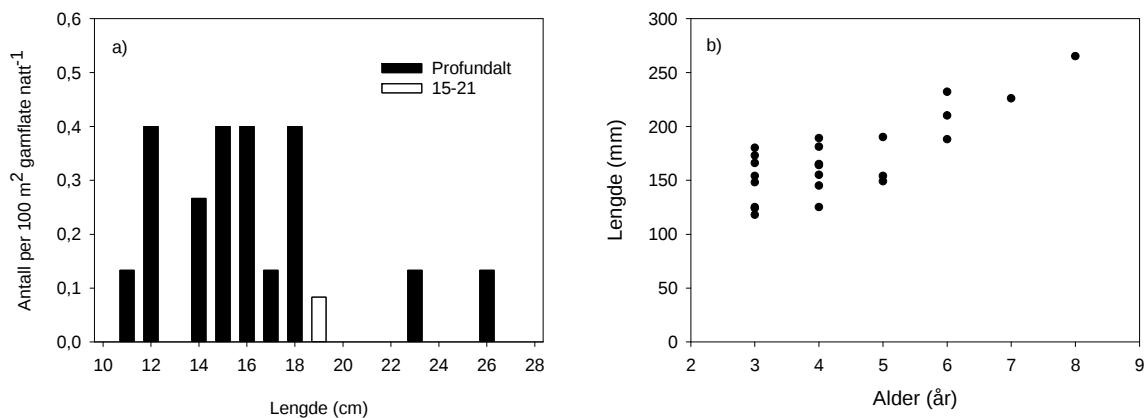 a)
Profundalt
15-21
Antall per 100 m² gamflate natt⁻¹
0,6
0,5
0,4
0,3
0,2
0,1
0,0
10 12 14 16 18 20 22 24 26 28
Lengde (cm)
b)
Lengde (mm)
300
250
200
150
100
50
0
2 3 4 5 6 7 8 9
Alder (år)